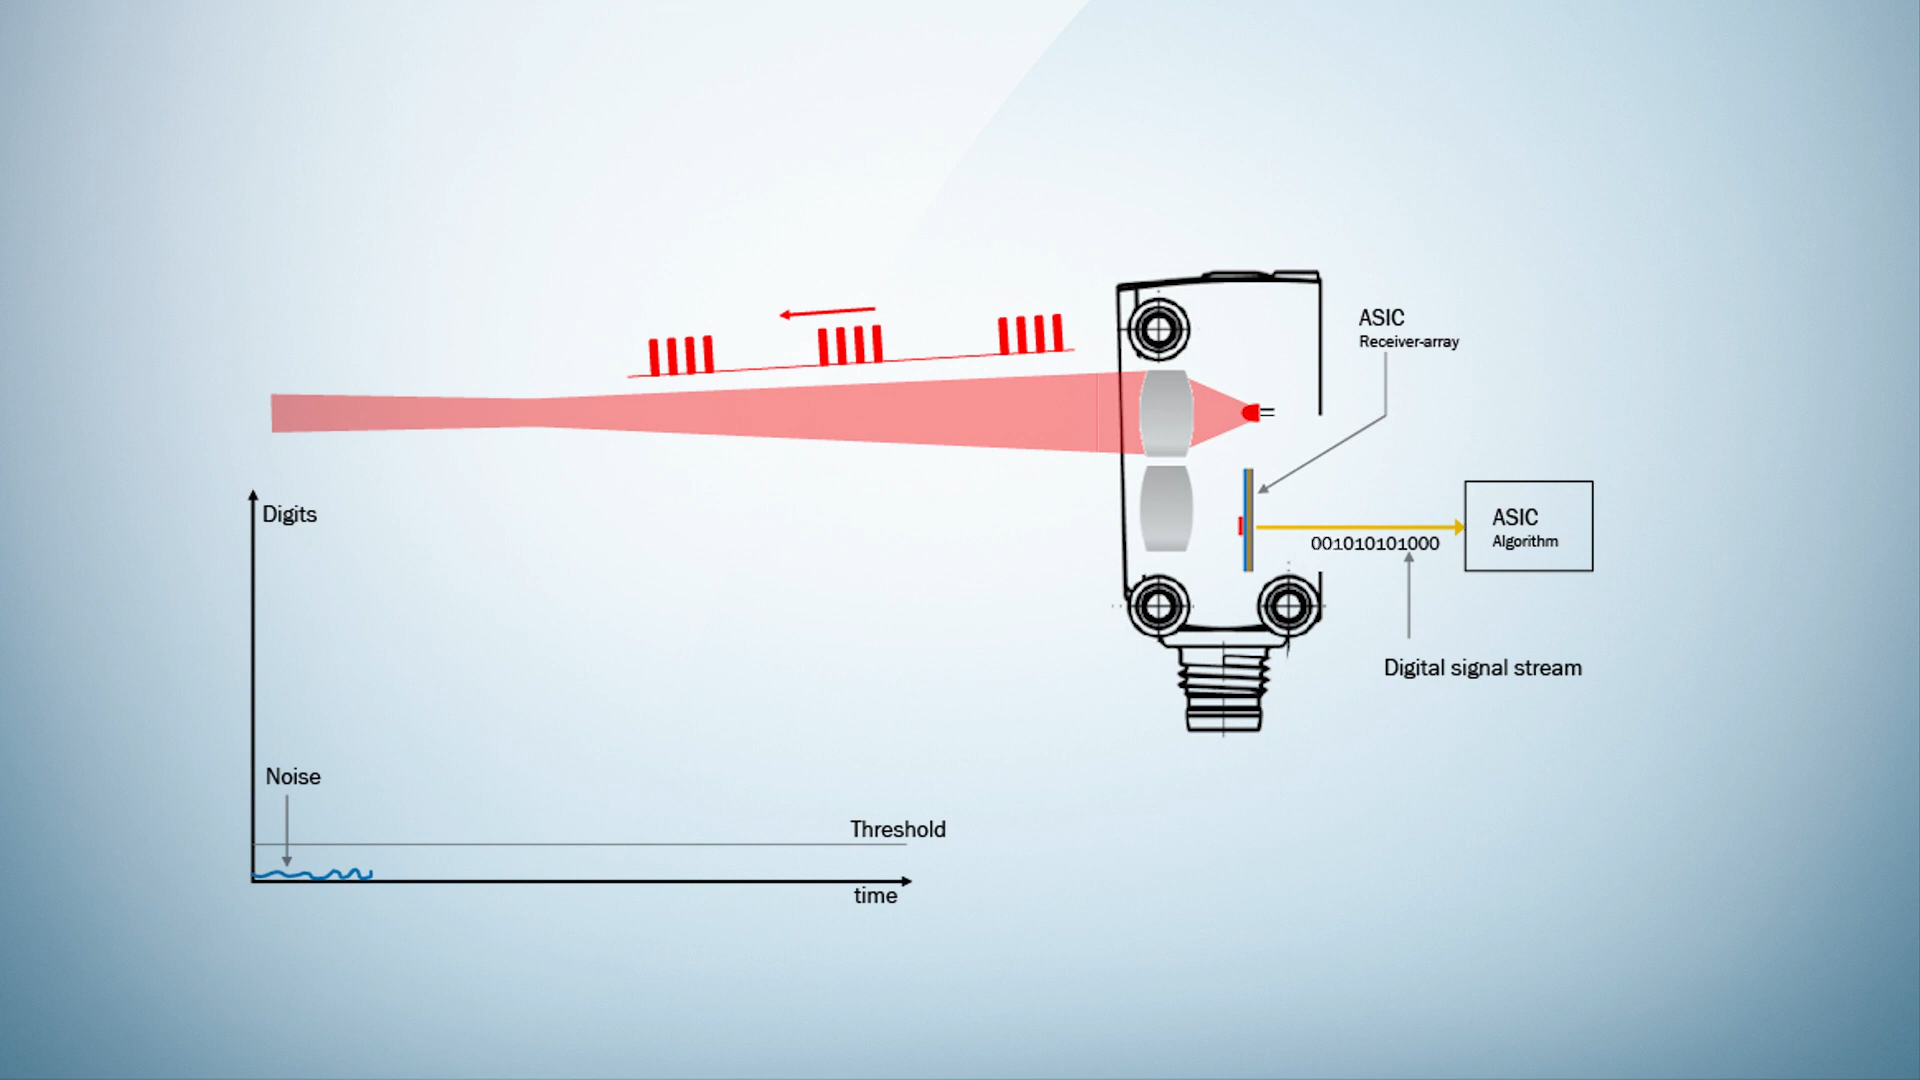 ASIC
Receiver-array
Digits
ASIC
Algorithm
001010101000
Digital signal stream
Noise
Threshold
time